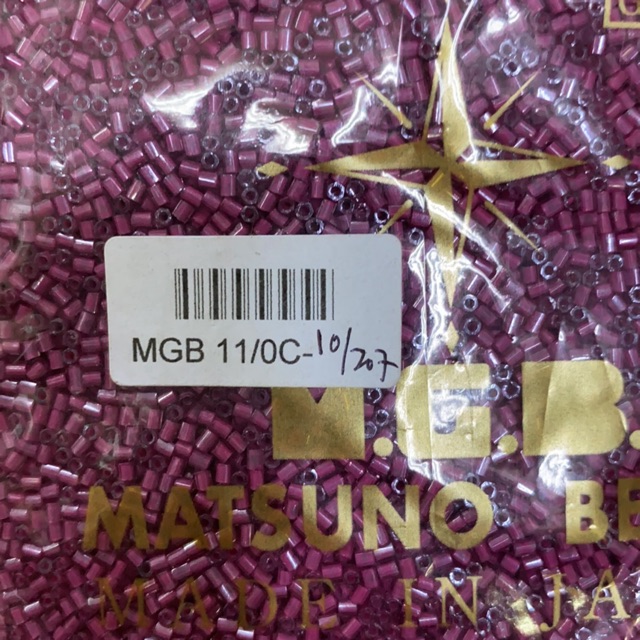 MGB 11/0C-10/207
M.G.B.
MATSUNO BE
MADE IN JA